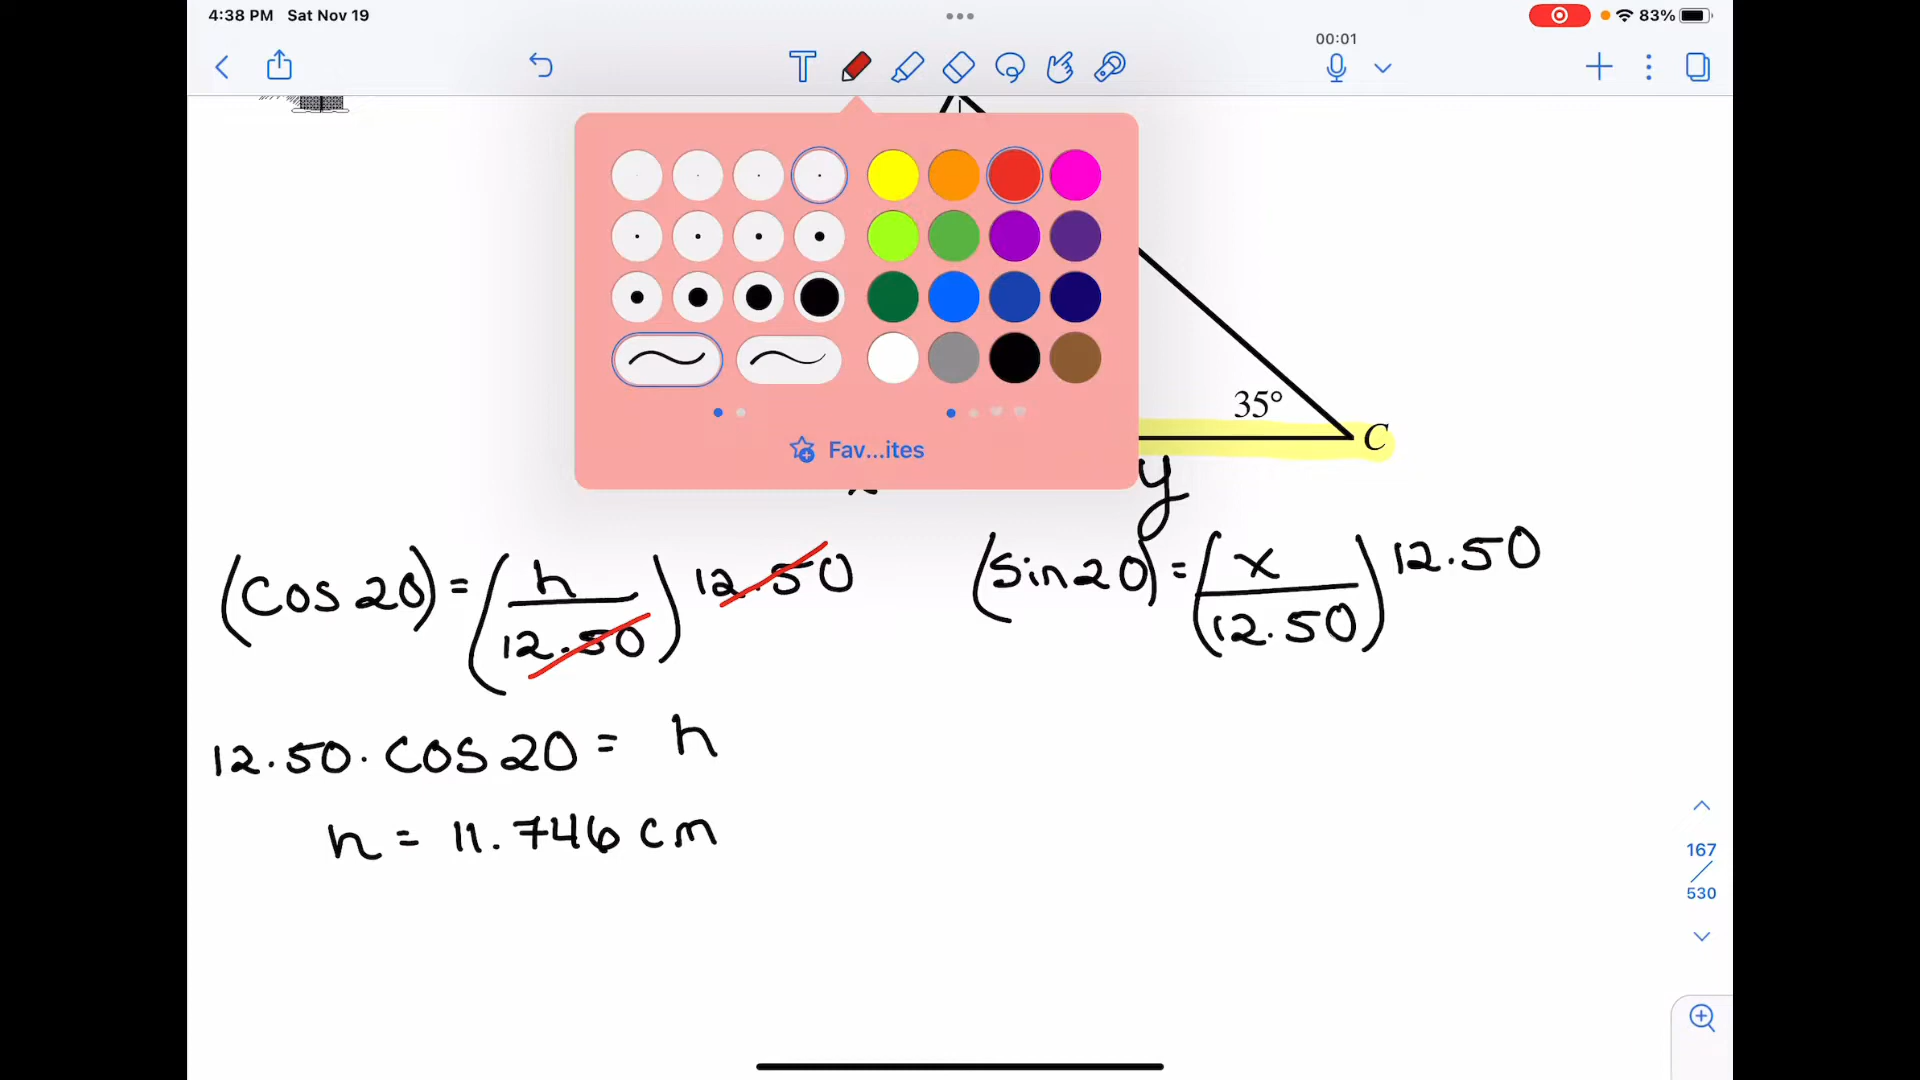 4:38 PM Sat Nov 19
83%
00:01
T
Fav...ites
35°
C
y
(cos 20) = (h/12.50) 12.50
(sin 20) = (x/(12.50) 12.50
12.50 · cos 20 = h
h = 11.746 cm
167
530